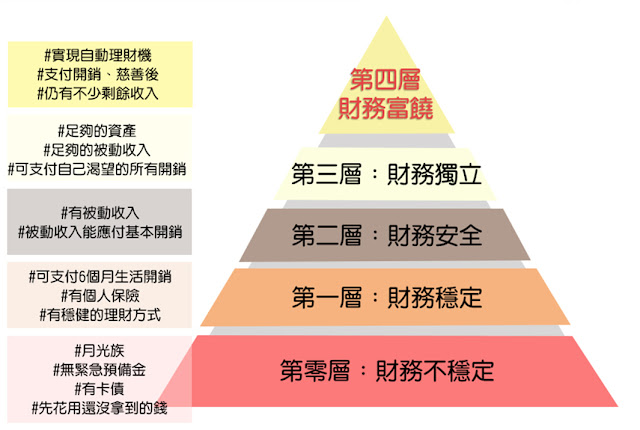 #實現自動理財機
#支付開銷、慈善後
#仍有不少剩餘收入
第四層
財務富饒
#足夠的資產
#足夠的被動收入
#可支付自己渴望的所有開銷
第三層：財務獨立
#有被動收入
#被動收入能應付基本開銷
第二層：財務安全
#可支付6個月生活開銷
#有個人保險
#有穩健的理財方式
第一層：財務穩定
#月光族
#無緊急預備金
#有卡債
#先花用還沒拿到的錢
第零層：財務不穩定